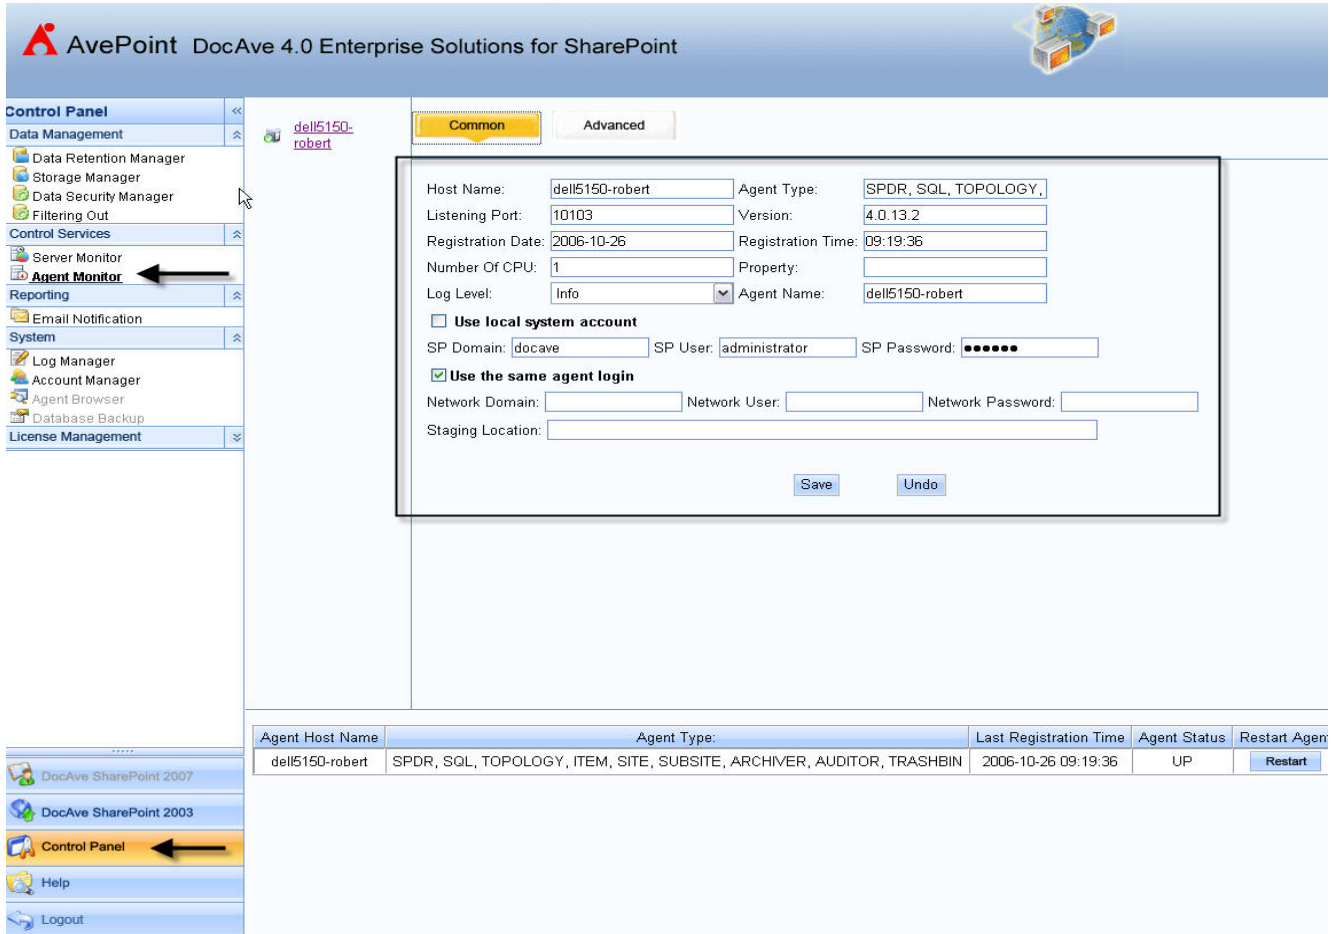 AvePoint DocAve 4.0 Enterprise Solutions for SharePoint
Control Panel
Data Management
Data Retention Manager
Storage Manager
Data Security Manager
Filtering Out
Control Services
Server Monitor
Agent Monitor
Reporting
Email Notification
System
Log Manager
Account Manager
Agent Browser
Database Backup
License Management
DocAve SharePoint 2007
DocAve SharePoint 2003
Control Panel
Help
Logout
dell5150-
robert
Common Advanced
Host Name: dell5150-robert Agent Type: SPDR, SQL, TOPOLOGY,
Listening Port: 10103 Version: 4.0.13.2
Registration Date: 2006-10-26 Registration Time: 09:19:36
Number Of CPU: 1 Property:
Log Level: Info Agent Name: dell5150-robert
Use local system account
SP Domain: docave SP User: administrator SP Password: ●●●●●●
Use the same agent login
Network Domain: Network User: Network Password:
Staging Location:
Save Undo
Agent Host Name Agent Type: Last Registration Time Agent Status Restart Agent
dell5150-robert SPDR, SQL, TOPOLOGY, ITEM, SITE, SUBSITE, ARCHIVER, AUDITOR, TRASHBIN 2006-10-26 09:19:36 UP Restart